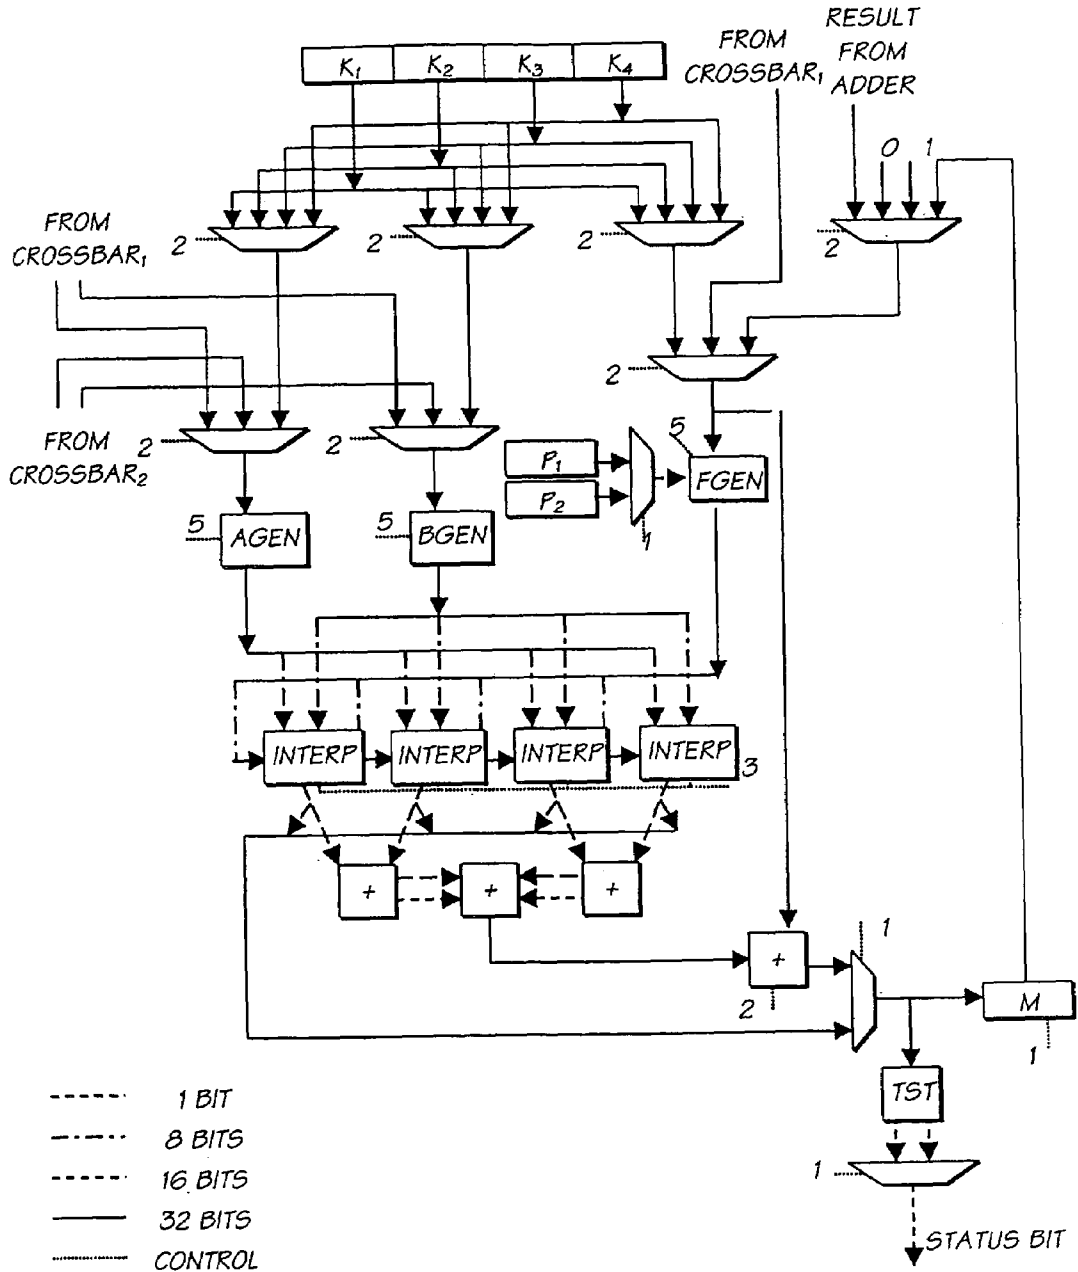 RESULT
FROM
ADDER
FROM
CROSSBAR₁
K₁ K₂ K₃ K₄
0 1
FROM
CROSSBAR₁
2 2 2 2
2
FROM
CROSSBAR₂
2 2
P₁
P₂
1
5
FGEN
5
AGEN
5
BGEN
INTERP INTERP INTERP INTERP
3
+ + +
+
2
1
M
1
TST
1
STATUS BIT
1 BIT
8 BITS
16 BITS
32 BITS
CONTROL